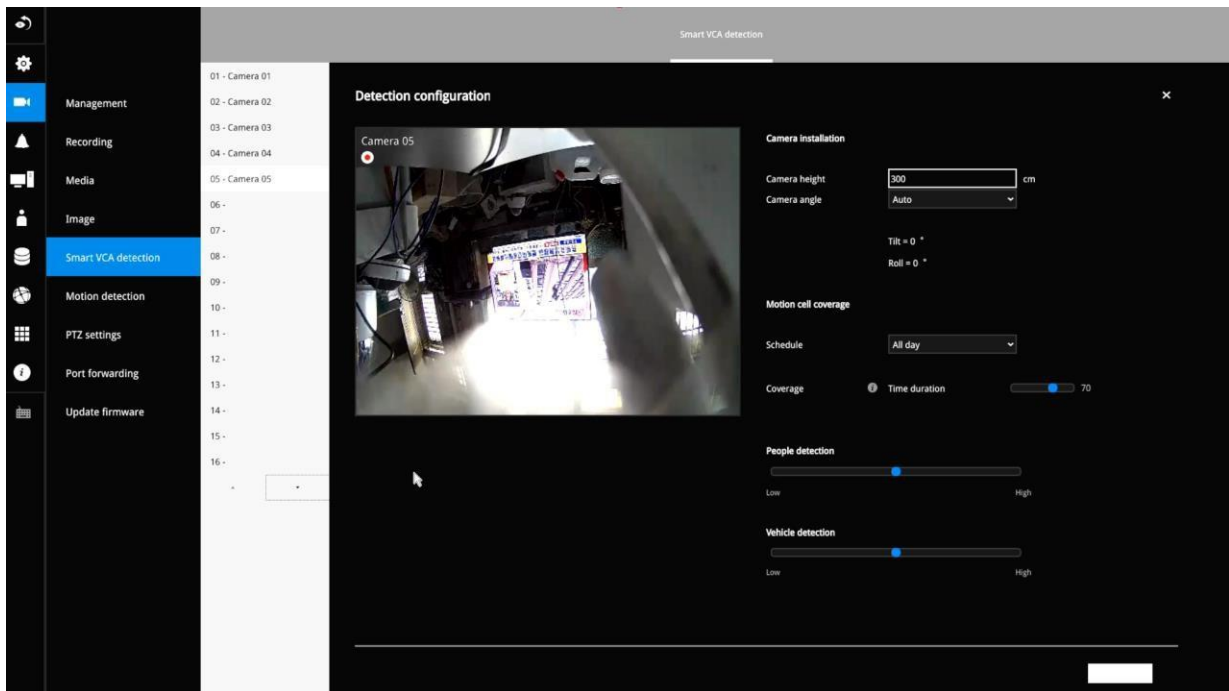 Smart VCA detection
Management
Recording
Media
Image
Smart VCA detection
Motion detection
PTZ settings
Port forwarding
Update firmware
01 - Camera 01
02 - Camera 02
03 - Camera 03
04 - Camera 04
05 - Camera 05
06 -
07 -
08 -
09 -
10 -
11 -
12 -
13 -
14 -
15 -
16 -
Detection configuration
Camera 05
Camera installation
Camera height 300 cm
Camera angle Auto
Tilt = 0 °
Roll = 0 °
Motion cell coverage
Schedule All day
Coverage Time duration 70
People detection
Low High
Vehicle detection
Low High